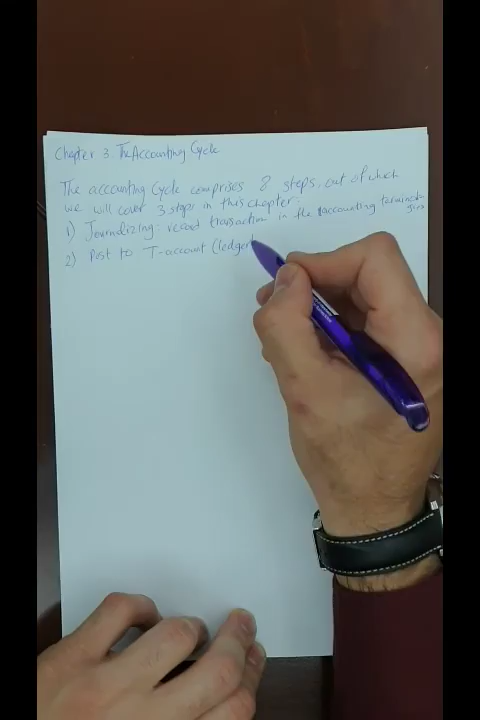 Chapter 3. The Accounting Cycle
The accounting Cycle comprises 8 steps, out of which
we will cover 3 steps in this chapter.
1) Journalizing: record transaction in the accounting
2) Post to T-account (ledger)